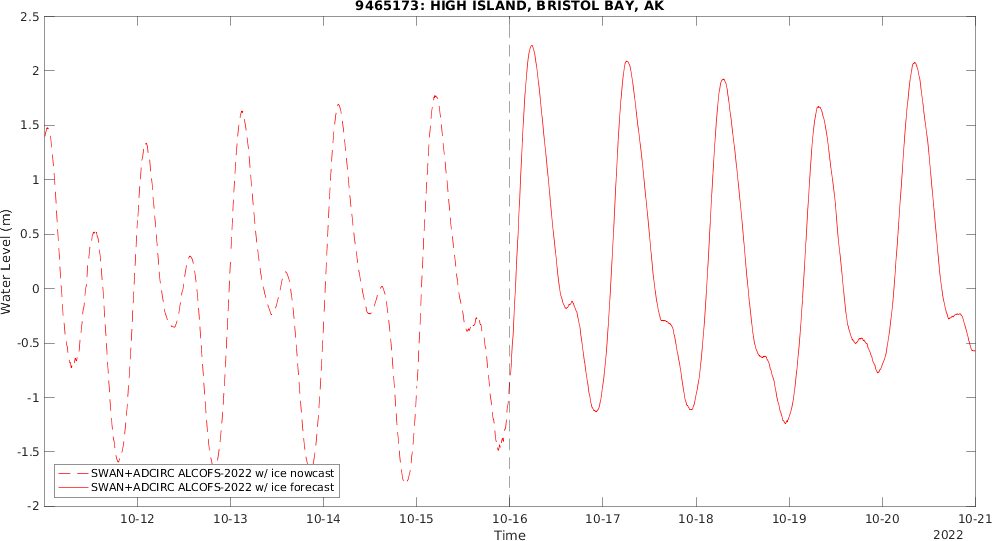 9465173: HIGH ISLAND, BRISTOL BAY, AK
2.5
2
1.5
1
0.5
0
-0.5
-1
-1.5
-2
Water Level (m)
SWAN+ADCIRC ALCOFS-2022 w/ ice nowcast
SWAN+ADCIRC ALCOFS-2022 w/ ice forecast
10-12 10-13 10-14 10-15 10-16 10-17 10-18 10-19 10-20 10-21
Time
2022